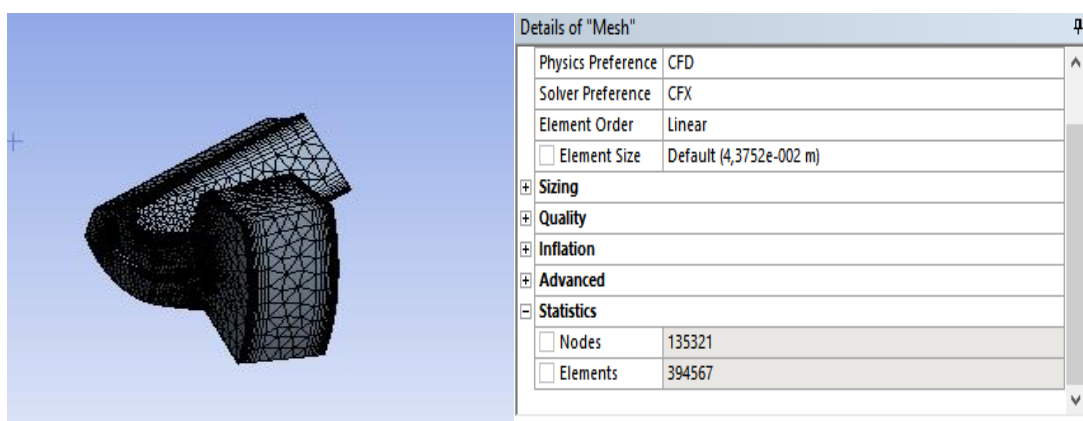 Details of "Mesh"
Physics Preference CFD
Solver Preference CFX
Element Order Linear
Element Size Default (4,3752e-002 m)
Sizing
Quality
Inflation
Advanced
Statistics
Nodes 135321
Elements 394567